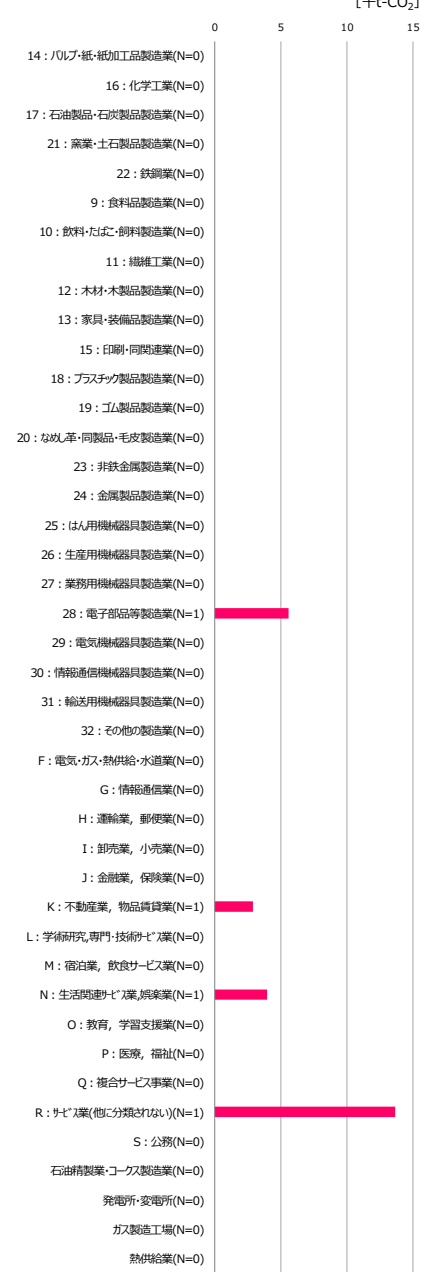 [千t-CO2]
0 5 10 15
14：パルプ・紙・紙加工品製造業(N=0)
16：化学工業(N=0)
17：石油製品・石炭製品製造業(N=0)
21：窯業・土石製品製造業(N=0)
22：鉄鋼業(N=0)
9：食料品製造業(N=0)
10：飲料・たばこ・飼料製造業(N=0)
11：繊維工業(N=0)
12：木材・木製品製造業(N=0)
13：家具・装備品製造業(N=0)
15：印刷・同関連業(N=0)
18：プラスチック製品製造業(N=0)
19：ゴム製品製造業(N=0)
20：なめし革・同製品・毛皮製造業(N=0)
23：非鉄金属製造業(N=0)
24：金属製品製造業(N=0)
25：はん用機械器具製造業(N=0)
26：生産用機械器具製造業(N=0)
27：業務用機械器具製造業(N=0)
28：電子部品等製造業(N=1)
29：電気機械器具製造業(N=0)
30：情報通信機械器具製造業(N=0)
31：輸送用機械器具製造業(N=0)
32：その他の製造業(N=0)
F：電気・ガス・熱供給・水道業(N=0)
G：情報通信業(N=0)
H：運輸業，郵便業(N=0)
I：卸売業，小売業(N=0)
J：金融業，保険業(N=0)
K：不動産業，物品賃貸業(N=1)
L：学術研究,専門・技術ｻｰﾋﾞｽ業(N=0)
M：宿泊業，飲食サービス業(N=0)
N：生活関連ｻｰﾋﾞｽ業,娯楽業(N=1)
O：教育，学習支援業(N=0)
P：医療，福祉(N=0)
Q：複合サービス事業(N=0)
R：ｻｰﾋﾞｽ業(他に分類されない)(N=1)
S：公務(N=0)
石油精製業・コークス製造業(N=0)
発電所・変電所(N=0)
ガス製造工場(N=0)
熱供給業(N=0)